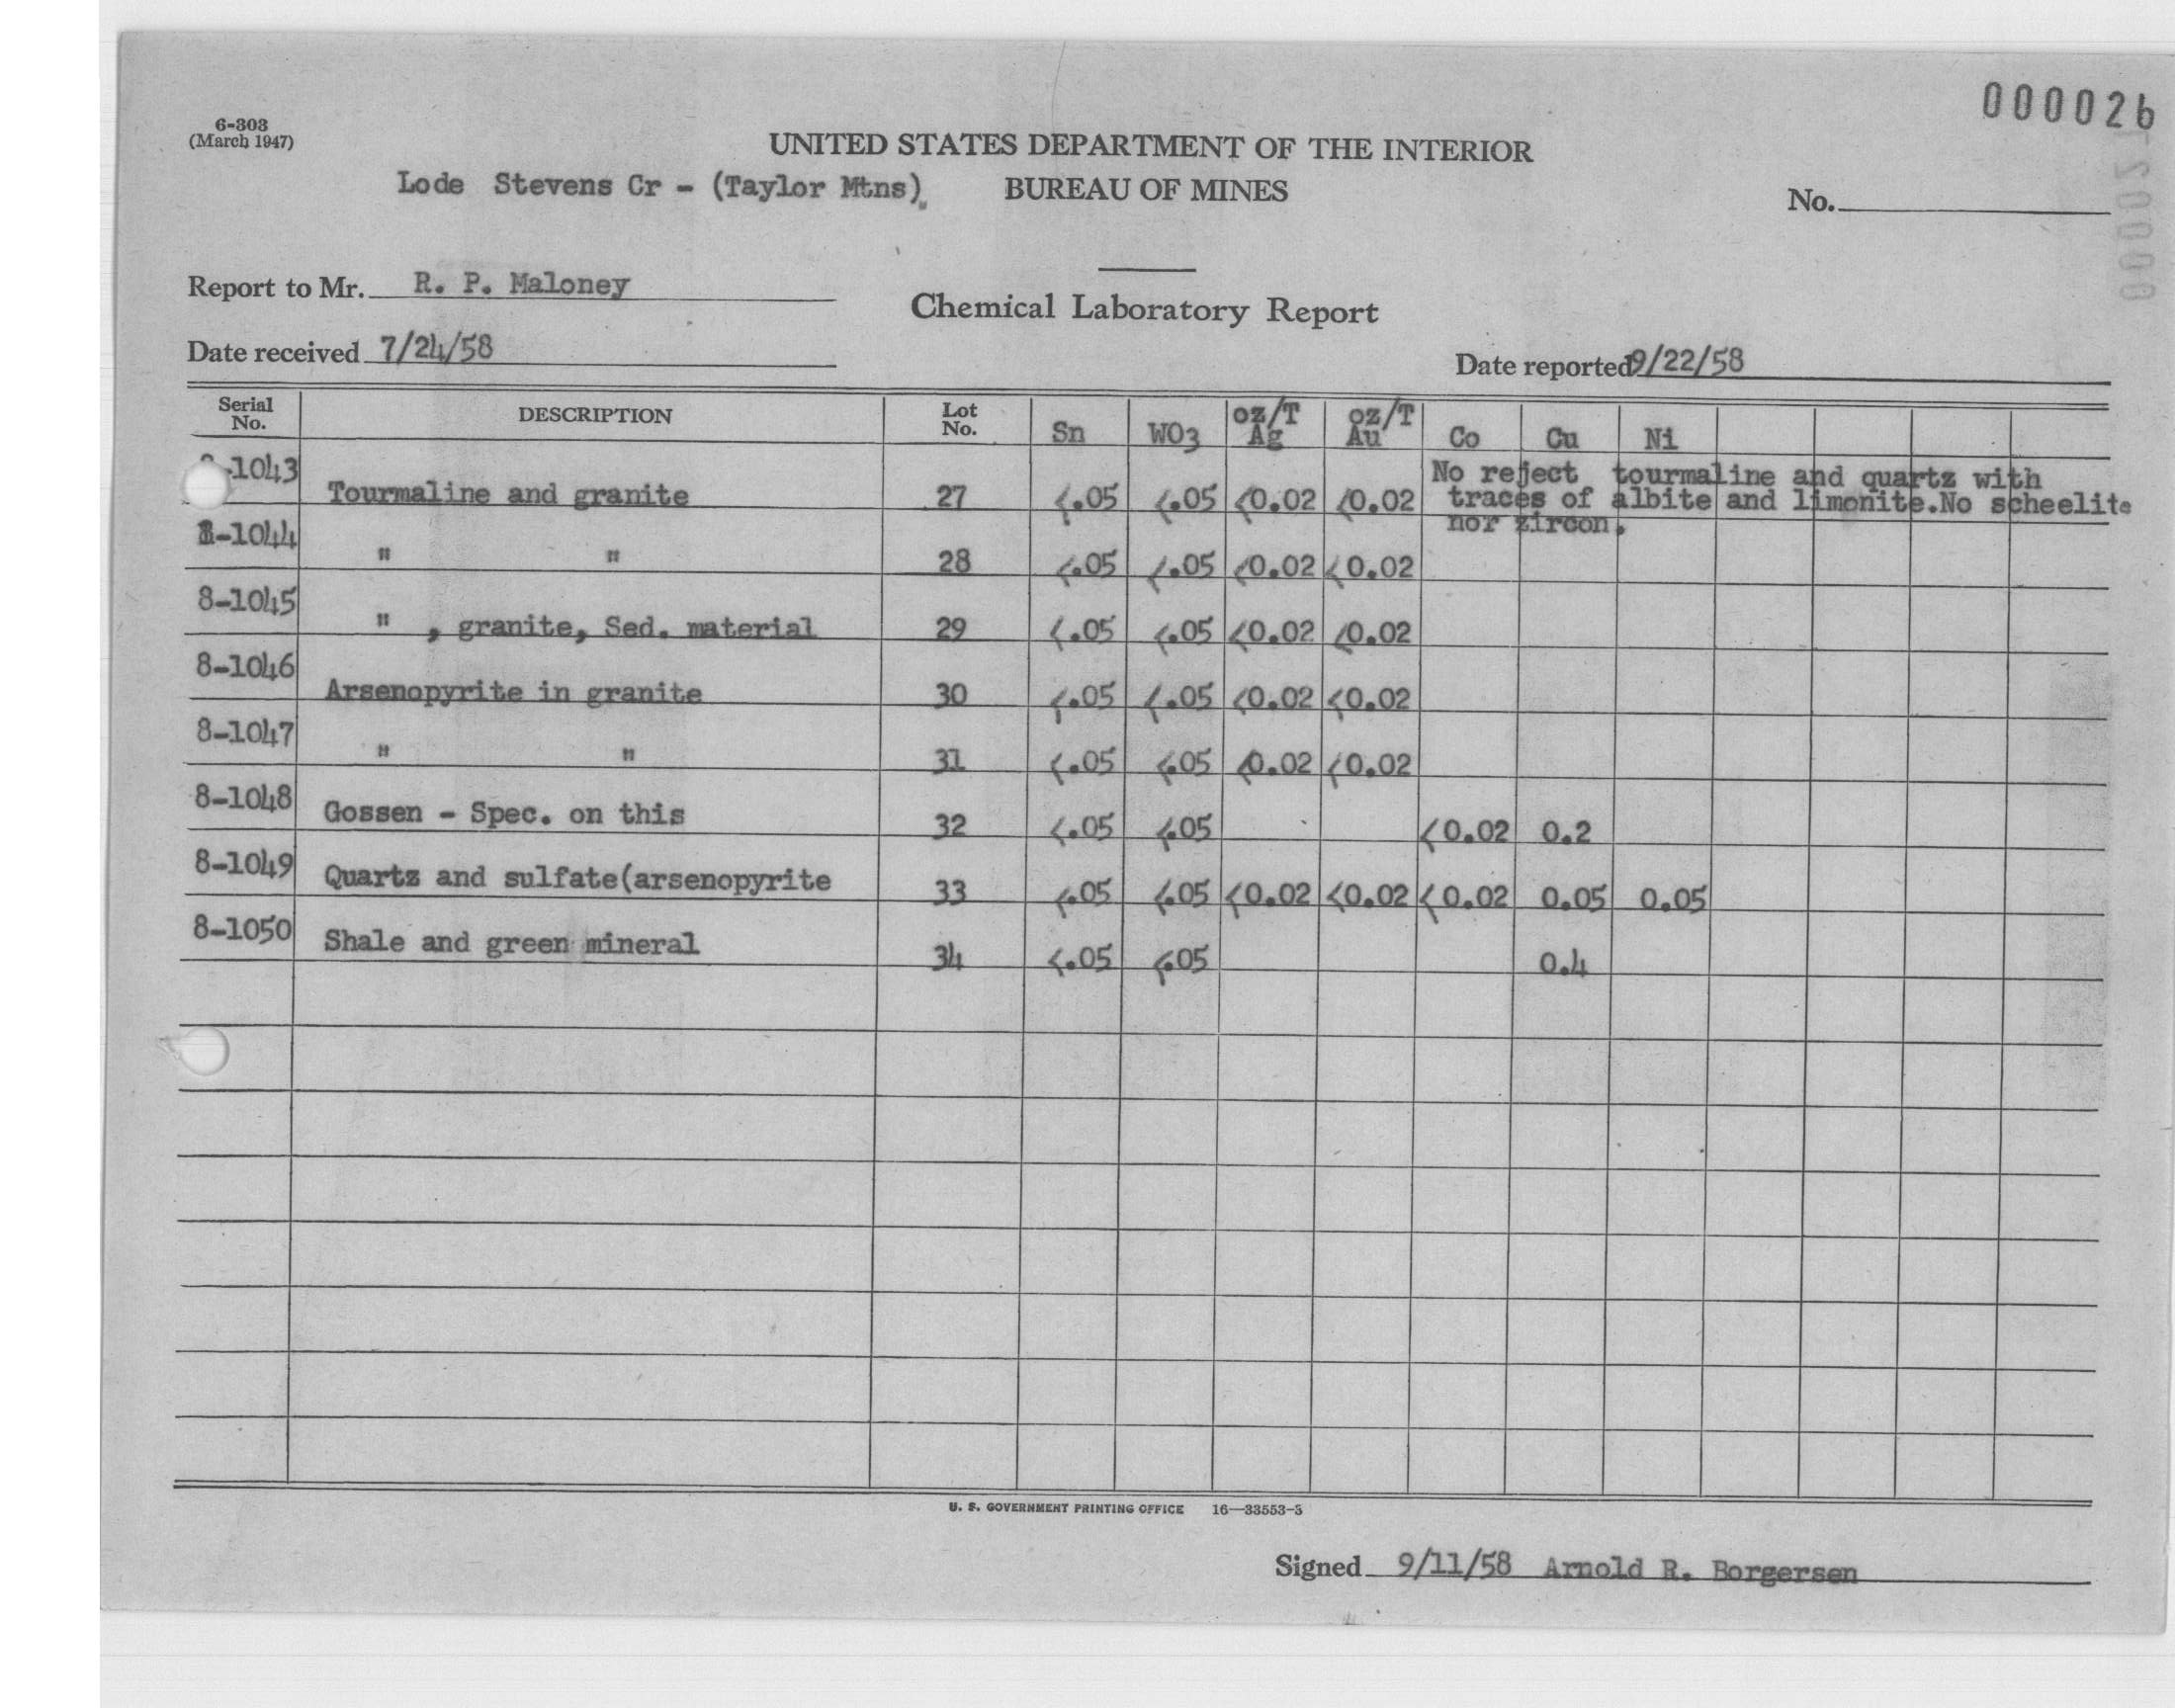 000026
6-303
(March 1947)
UNITED STATES DEPARTMENT OF THE INTERIOR
Lode Stevens Cr - (Taylor Mtns) BUREAU OF MINES
No.
000027
Report to Mr. R. P. Maloney
Chemical Laboratory Report
Date received 7/24/58
Date reported 9/22/58
Serial No. DESCRIPTION Lot No. Sn WO3 oz/T Ag oz/T Au Co Cu Ni
-1043 Tourmaline and granite 27 <.05 <.05 <0.02 <0.02 No reject tourmaline and quartz with
traces of albite and limonite.No scheelite
nor zircon.
-1044 " " 28 <.05 <.05 <0.02 <0.02
8-1045 " , granite, Sed. material 29 <.05 <.05 <0.02 <0.02
8-1046 Arsenopyrite in granite 30 <.05 <.05 <0.02 <0.02
8-1047 " " 31 <.05 <.05 <0.02 <0.02
8-1048 Gossen - Spec. on this 32 <.05 <.05 <0.02 0.2
8-1049 Quartz and sulfate(arsenopyrite 33 <.05 <.05 <0.02 <0.02 <0.02 0.05 0.05
8-1050 Shale and green mineral 34 <.05 <.05 0.4
U. S. GOVERNMENT PRINTING OFFICE 16—33553-3
Signed 9/11/58 Arnold R. Borgersen